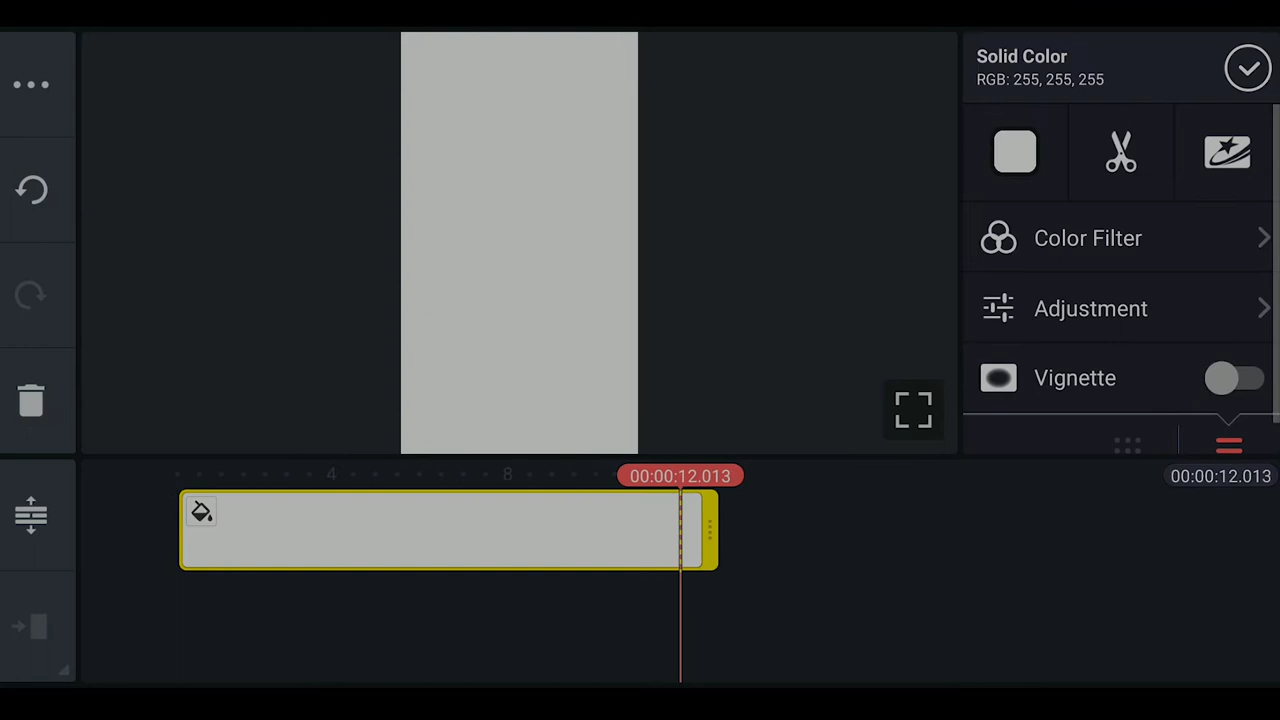 Solid Color
RGB: 255, 255, 255
Color Filter
Adjustment
Vignette
4
8
00:00:12.013
00:00:12.013